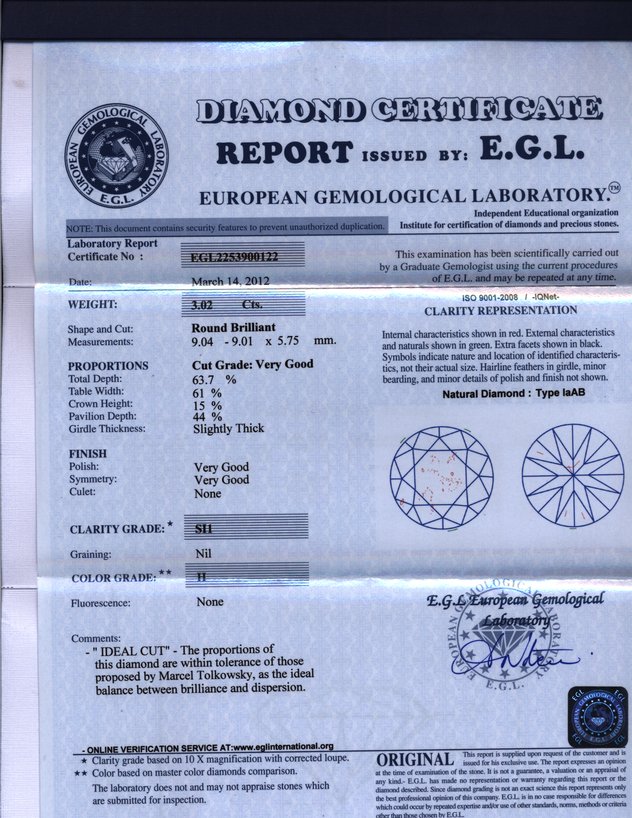 EUROPEAN GEMOLOGICAL LABORATORY
E.G.L.
DIAMOND CERTIFICATE
REPORT ISSUED BY: E.G.L.
EUROPEAN GEMOLOGICAL LABORATORY.™
Independent Educational organization
Institute for certification of diamonds and precious stones.
NOTE: This document contains security features to prevent unauthorized duplication.
Laboratory Report
Certificate No : EGL2253900122
Date: March 14, 2012
This examination has been scientifically carried out
by a Graduate Gemologist using the current procedures
of E.G.L. and may be repeated at any time.
WEIGHT: 3.02 Cts.
Shape and Cut: Round Brilliant
Measurements: 9.04 -9.01 x 5.75 mm.
PROPORTIONS Cut Grade: Very Good
Total Depth: 63.7 %
Table Width: 61 %
Crown Height: 15 %
Pavilion Depth: 44 %
Girdle Thickness: Slightly Thick
FINISH
Polish: Very Good
Symmetry: Very Good
Culet: None
CLARITY GRADE: * SI1
Graining: Nil
COLOR GRADE: ** H
Fluorescence: None
Comments:
- " IDEAL CUT" - The proportions of
this diamond are within tolerance of those
proposed by Marcel Tolkowsky, as the ideal
balance between brilliance and dispersion.
ISO 9001-2008 / -IQNet-
CLARITY REPRESENTATION
Internal characteristics shown in red. External characteristics
and naturals shown in green. Extra facets shown in black.
Symbols indicate nature and location of identified characteris-
tics, not their actual size. Hairline feathers in girdle, minor
bearding, and minor details of polish and finish not shown.
Natural Diamond : Type IaAB
E.G.L European Gemological
Laboratory
EUROPEAN GEMOLOGICAL LABORATORY
E.G.L.
- ONLINE VERIFICATION SERVICE AT:www.eglinternational.org
* Clarity grade based on 10 X magnification with corrected loupe.
** Color based on master color diamonds comparison.
The laboratory does not and may not appraise stones which
are submitted for inspection.
ORIGINAL This report is supplied upon request of the customer and is
issued for his exclusive use. The report expresses an opinion
at the time of examination of the stone. It is not a guarantee, a valuation or an appraisal of
any kind.- E.G.L. has made no representation or warranty regarding this report or the
diamond described. Since diamond grading is not an exact science this report represents only
the best professional opinion of this company. E.G.L. is in no case responsible for differences
which could occur by repeated expertise and/or use of other standards, norms, methods or criteria
other than those chosen by E.G.L.